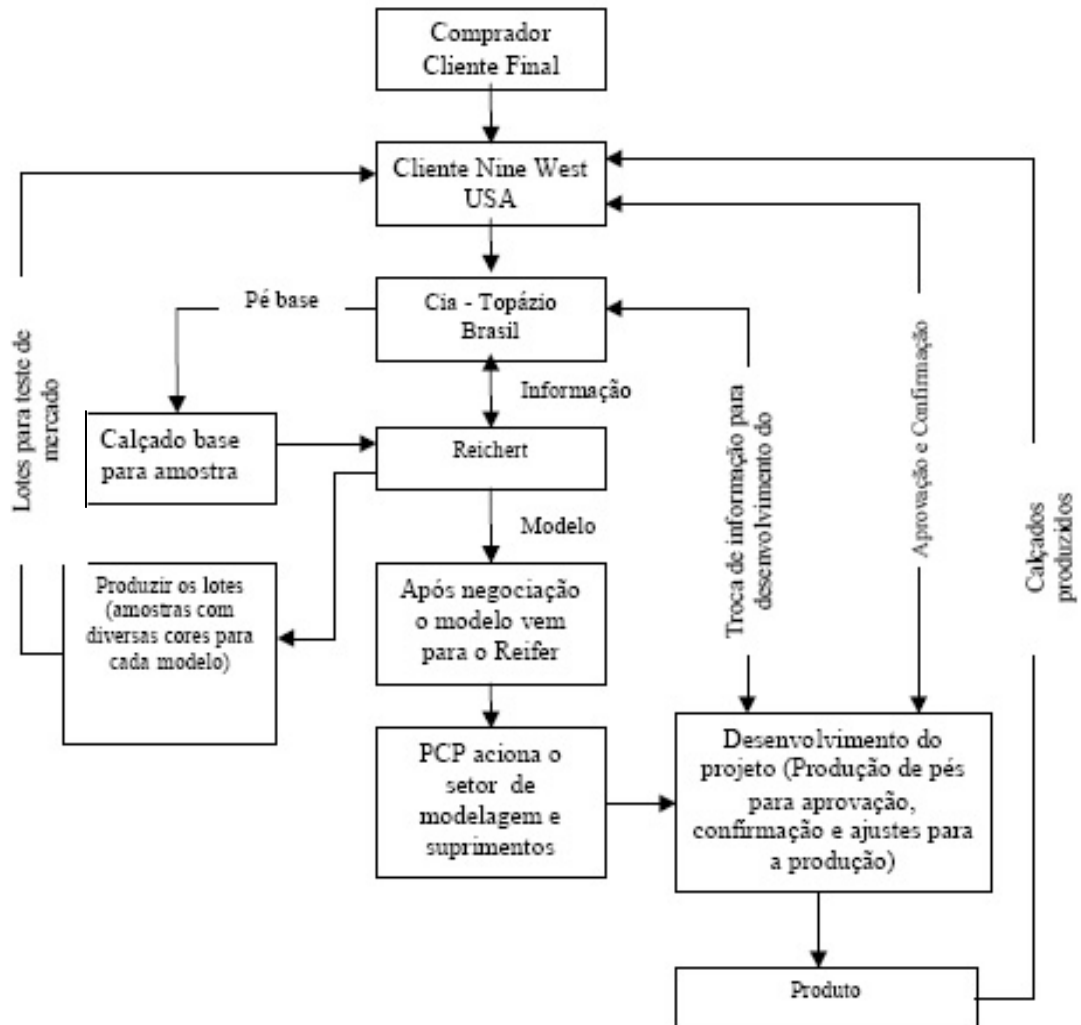 Comprador
Cliente Final
Cliente Nine West
USA
Pé base
Cia - Topázio
Brasil
Informação
Calçado base
para amostra
Reichert
Modelo
Produzir os lotes
(amostras com
diversas cores para
cada modelo)
Após negociação
o modelo vem
para o Reifer
PCP aciona o
setor de
modelagem e
suprimentos
Desenvolvimento do
projeto (Produção de pés
para aprovação,
confirmação e ajustes para
a produção)
Produto
Lotes para teste de
mercado
Troca de informação para
desenvolvimento do
Aprovação e Confirmação
Calçados
produzidos